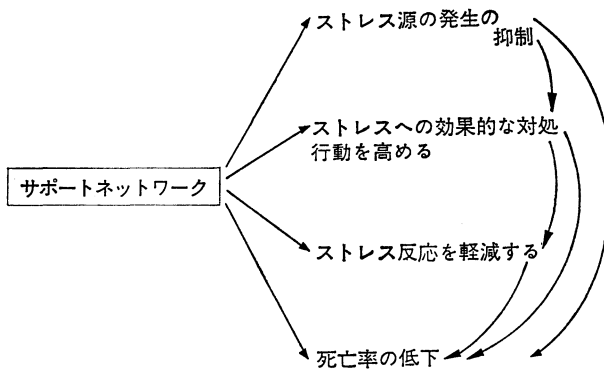 ストレス源の発生の
抑制
ストレスへの効果的な対処
行動を高める
サポートネットワーク
ストレス反応を軽減する
死亡率の低下